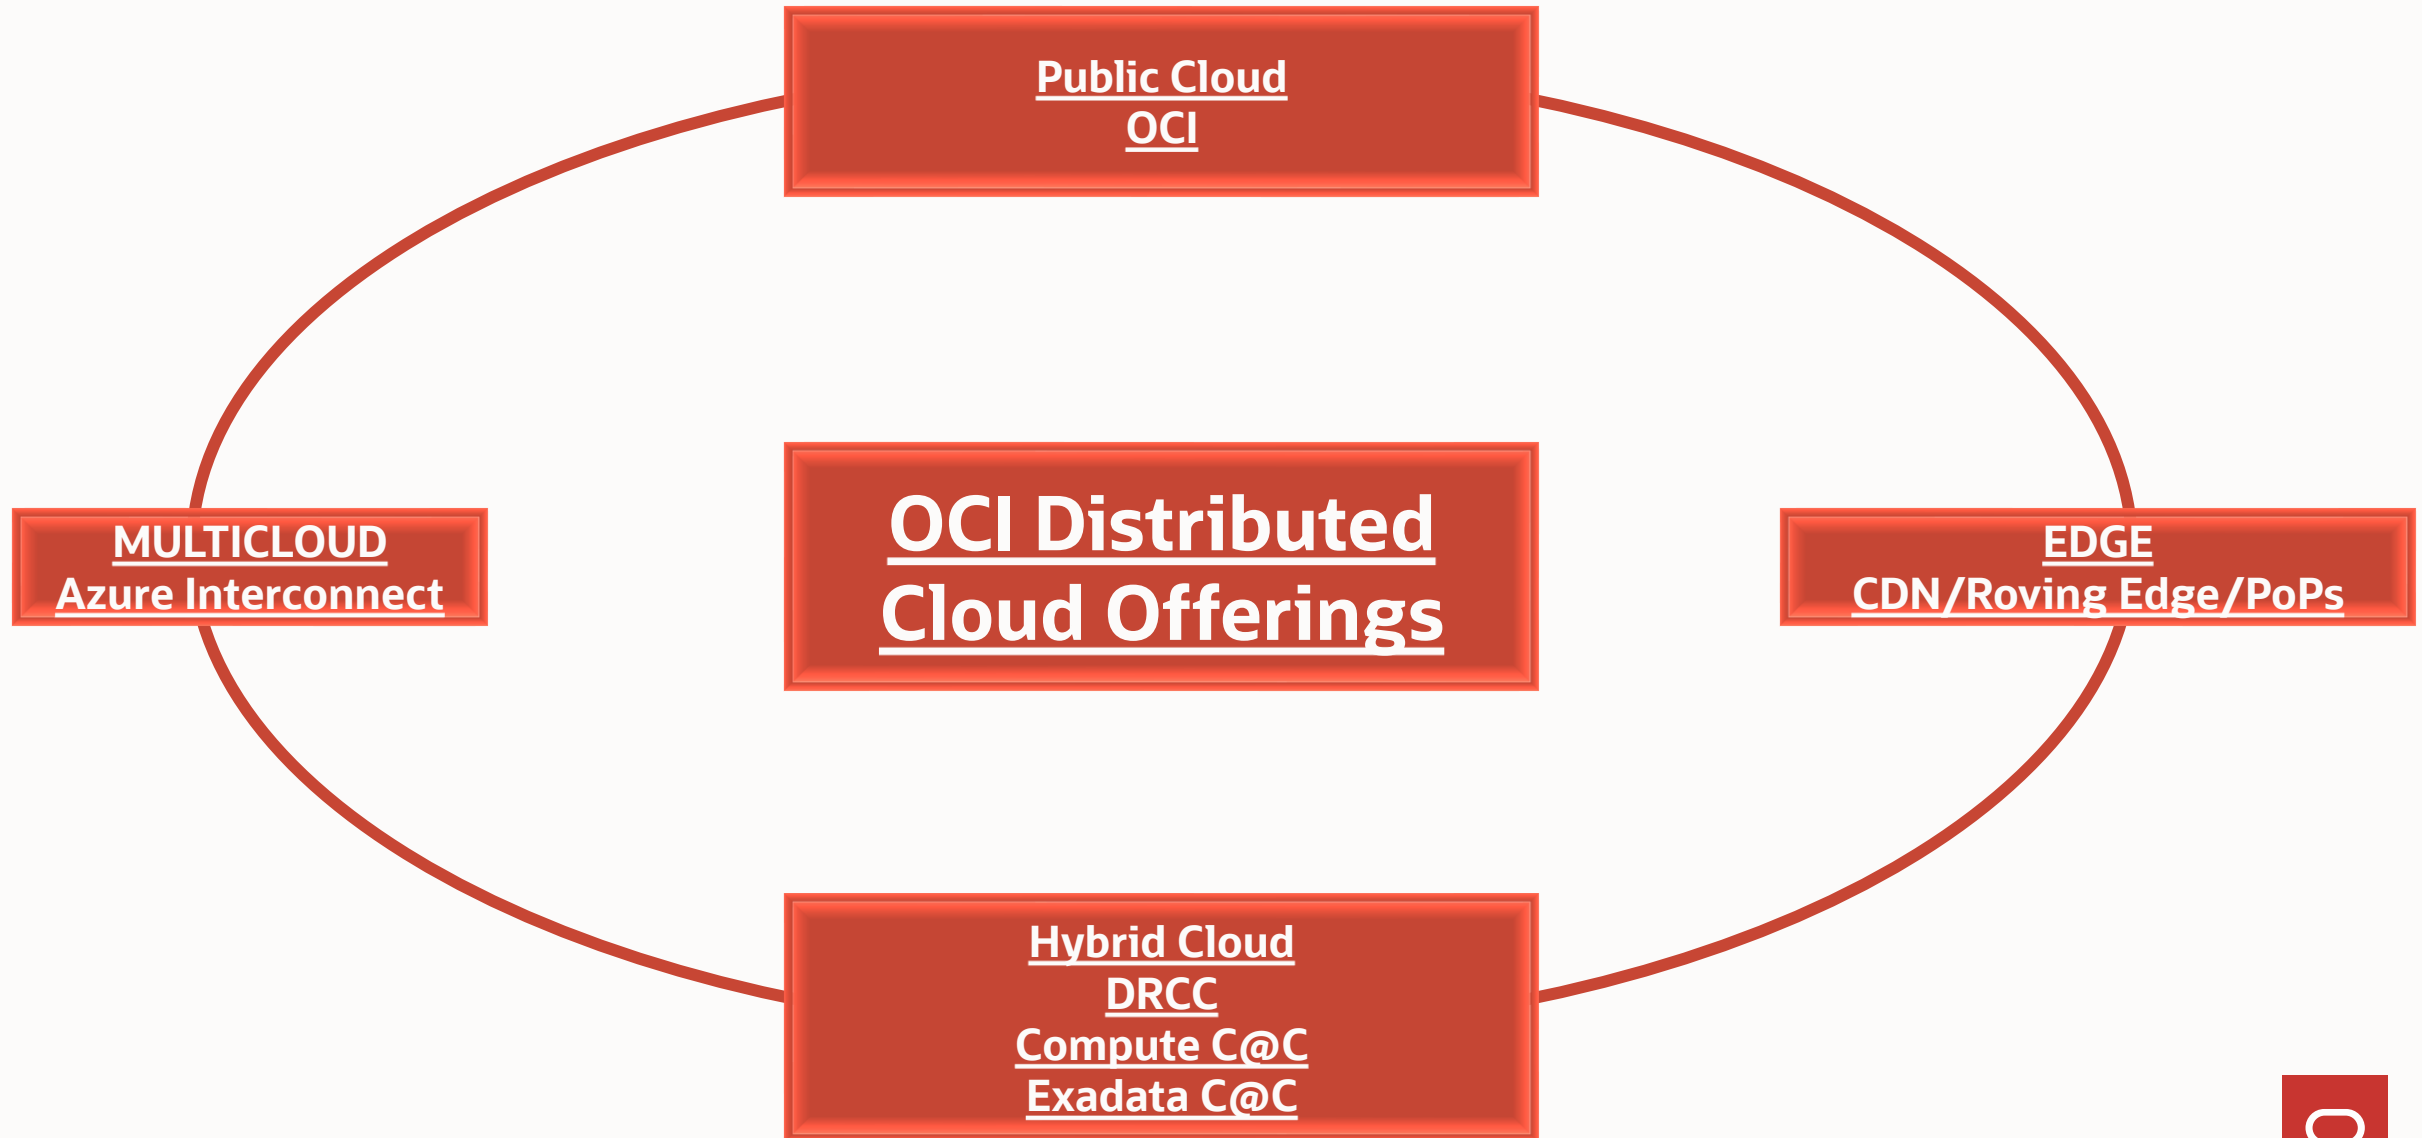 Public Cloud
OCI
OCI Distributed
Cloud Offerings
MULTICLOUD
Azure Interconnect
EDGE
CDN/Roving Edge/PoPs
Hybrid Cloud
DRCC
Compute C@C
Exadata C@C